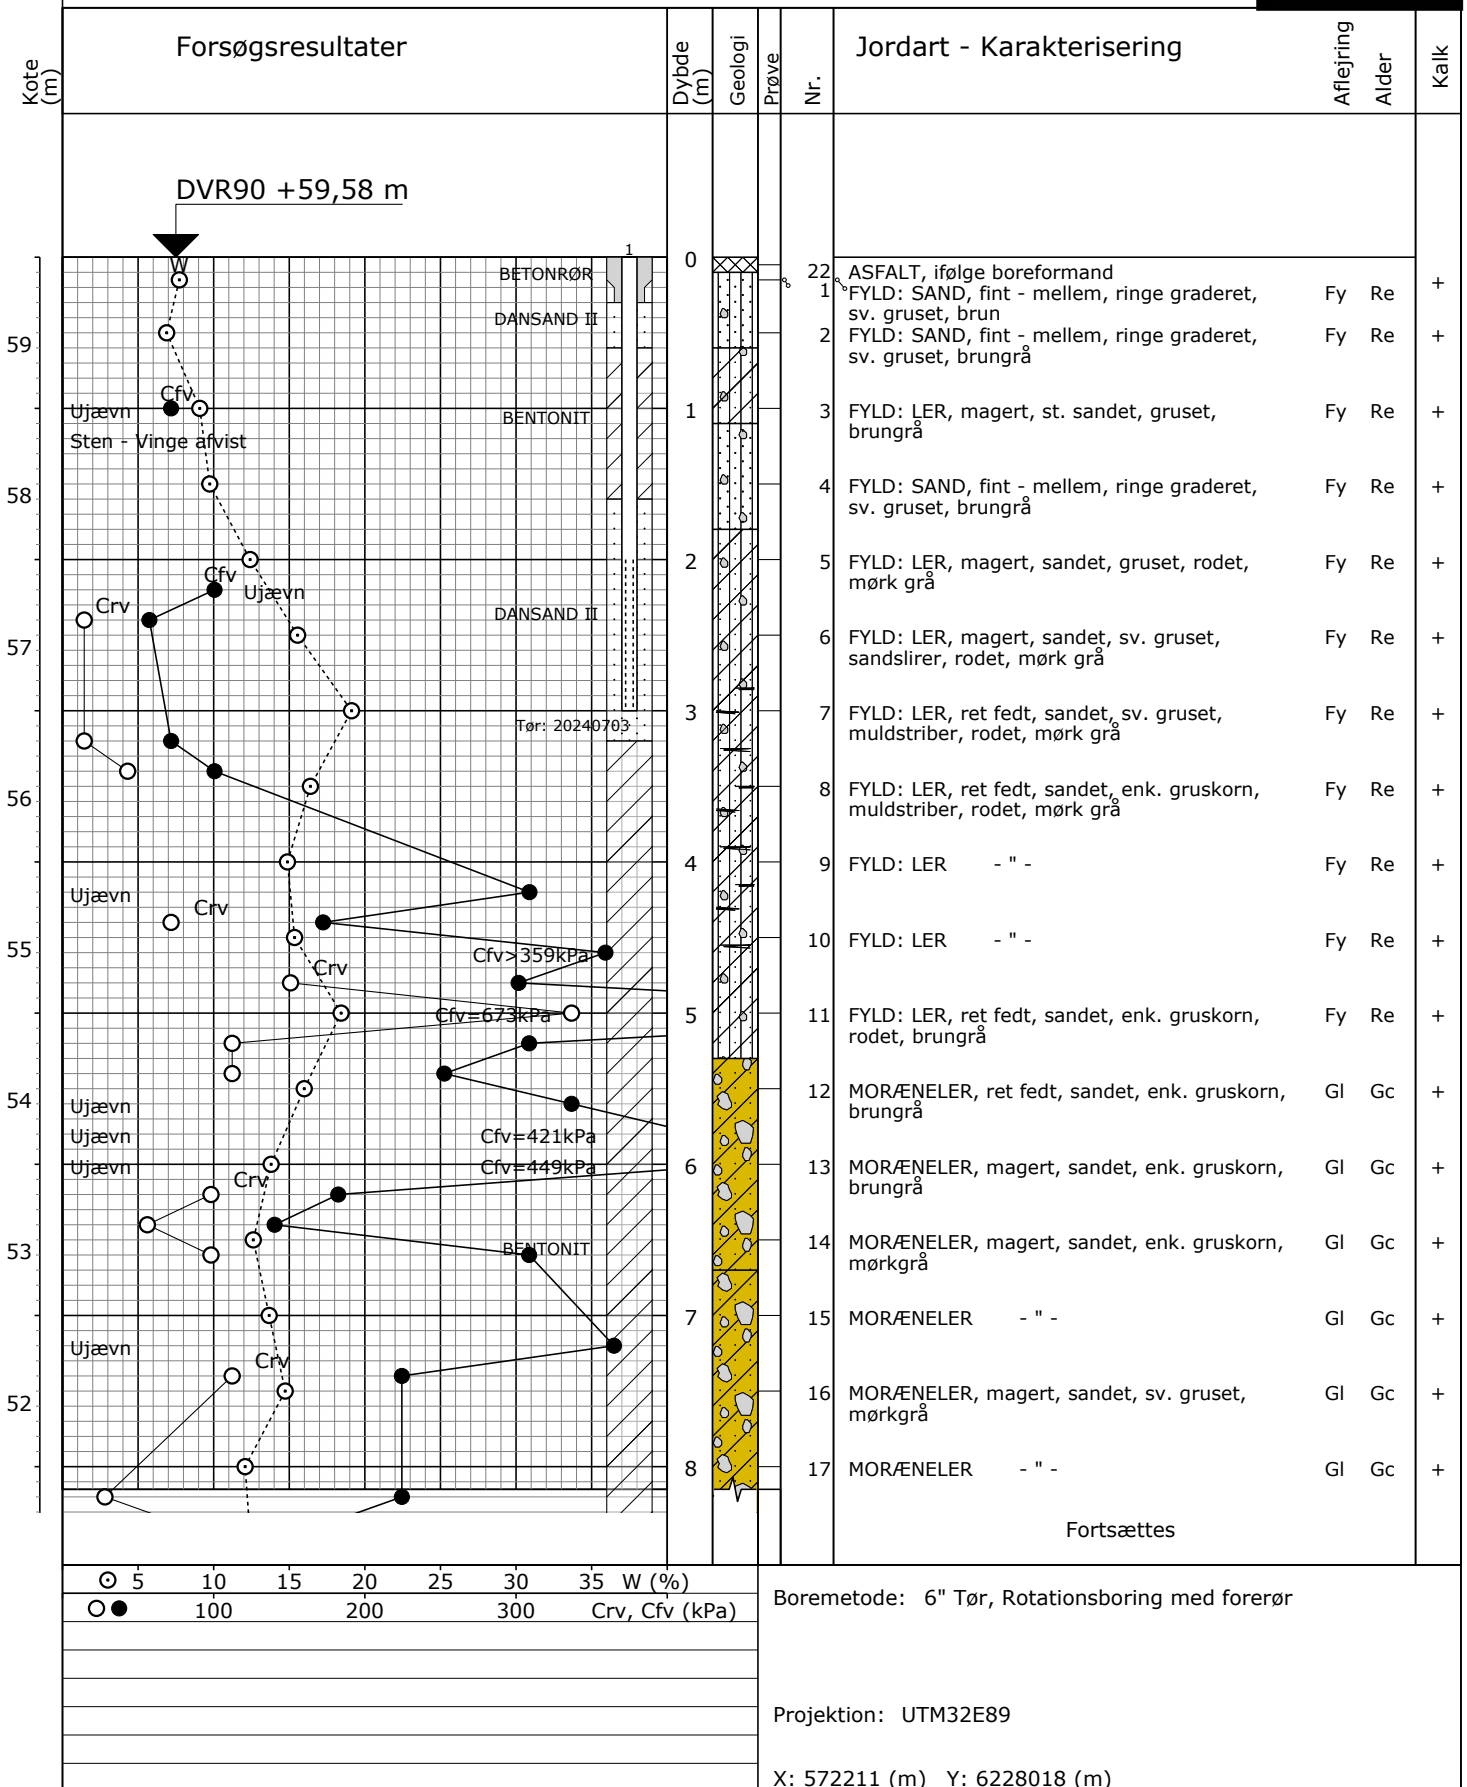 Forsøgsresultater
Kote (m)
Dybde (m)
Geologi
Prøve
Nr.
Jordart - Karakterisering
Aflejring
Alder
Kalk
DVR90 +59,58 m
W
1
0
BETONRØR
22 ASFALT, ifølge boreformand +
1 FYLD: SAND, fint - mellem, ringe graderet, Fy Re
sv. gruset, brun
DANSAND II
59
2 FYLD: SAND, fint - mellem, ringe graderet, Fy Re +
sv. gruset, brungrå
Cfv
Ujævn
BENTONIT
1
3 FYLD: LER, magert, st. sandet, gruset, Fy Re +
brungrå
Sten - Vinge afvist
58
4 FYLD: SAND, fint - mellem, ringe graderet, Fy Re +
sv. gruset, brungrå
2
5 FYLD: LER, magert, sandet, gruset, rodet, Fy Re +
mørk grå
Cfv
Ujævn
Crv
DANSAND II
57
6 FYLD: LER, magert, sandet, sv. gruset, Fy Re +
sandslirer, rodet, mørk grå
3
7 FYLD: LER, ret fedt, sandet, sv. gruset, Fy Re +
muldstriber, rodet, mørk grå
Tør: 20240703
56
8 FYLD: LER, ret fedt, sandet, enk. gruskorn, Fy Re +
muldstriber, rodet, mørk grå
4
9 FYLD: LER - " - Fy Re +
Ujævn
Crv
55
10 FYLD: LER - " - Fy Re +
Cfv>359kPa
Crv
Cfv=673kPa
5
11 FYLD: LER, ret fedt, sandet, enk. gruskorn, Fy Re +
rodet, brungrå
54
12 MORÆNELER, ret fedt, sandet, enk. gruskorn, Gl Gc +
brungrå
Ujævn
Ujævn Cfv=421kPa
Ujævn Cfv=449kPa
6
13 MORÆNELER, magert, sandet, enk. gruskorn, Gl Gc +
brungrå
Crv
53
BENTONIT
14 MORÆNELER, magert, sandet, enk. gruskorn, Gl Gc +
mørkgrå
7
15 MORÆNELER - " - Gl Gc +
Ujævn
Crv
52
16 MORÆNELER, magert, sandet, sv. gruset, Gl Gc +
mørkgrå
8
17 MORÆNELER - " - Gl Gc +
Fortsættes
5 10 15 20 25 30 35 W (%)
100 200 300 Crv, Cfv (kPa)
Boremetode: 6" Tør, Rotationsboring med forerør
Projektion: UTM32E89
X: 572211 (m) Y: 6228018 (m)